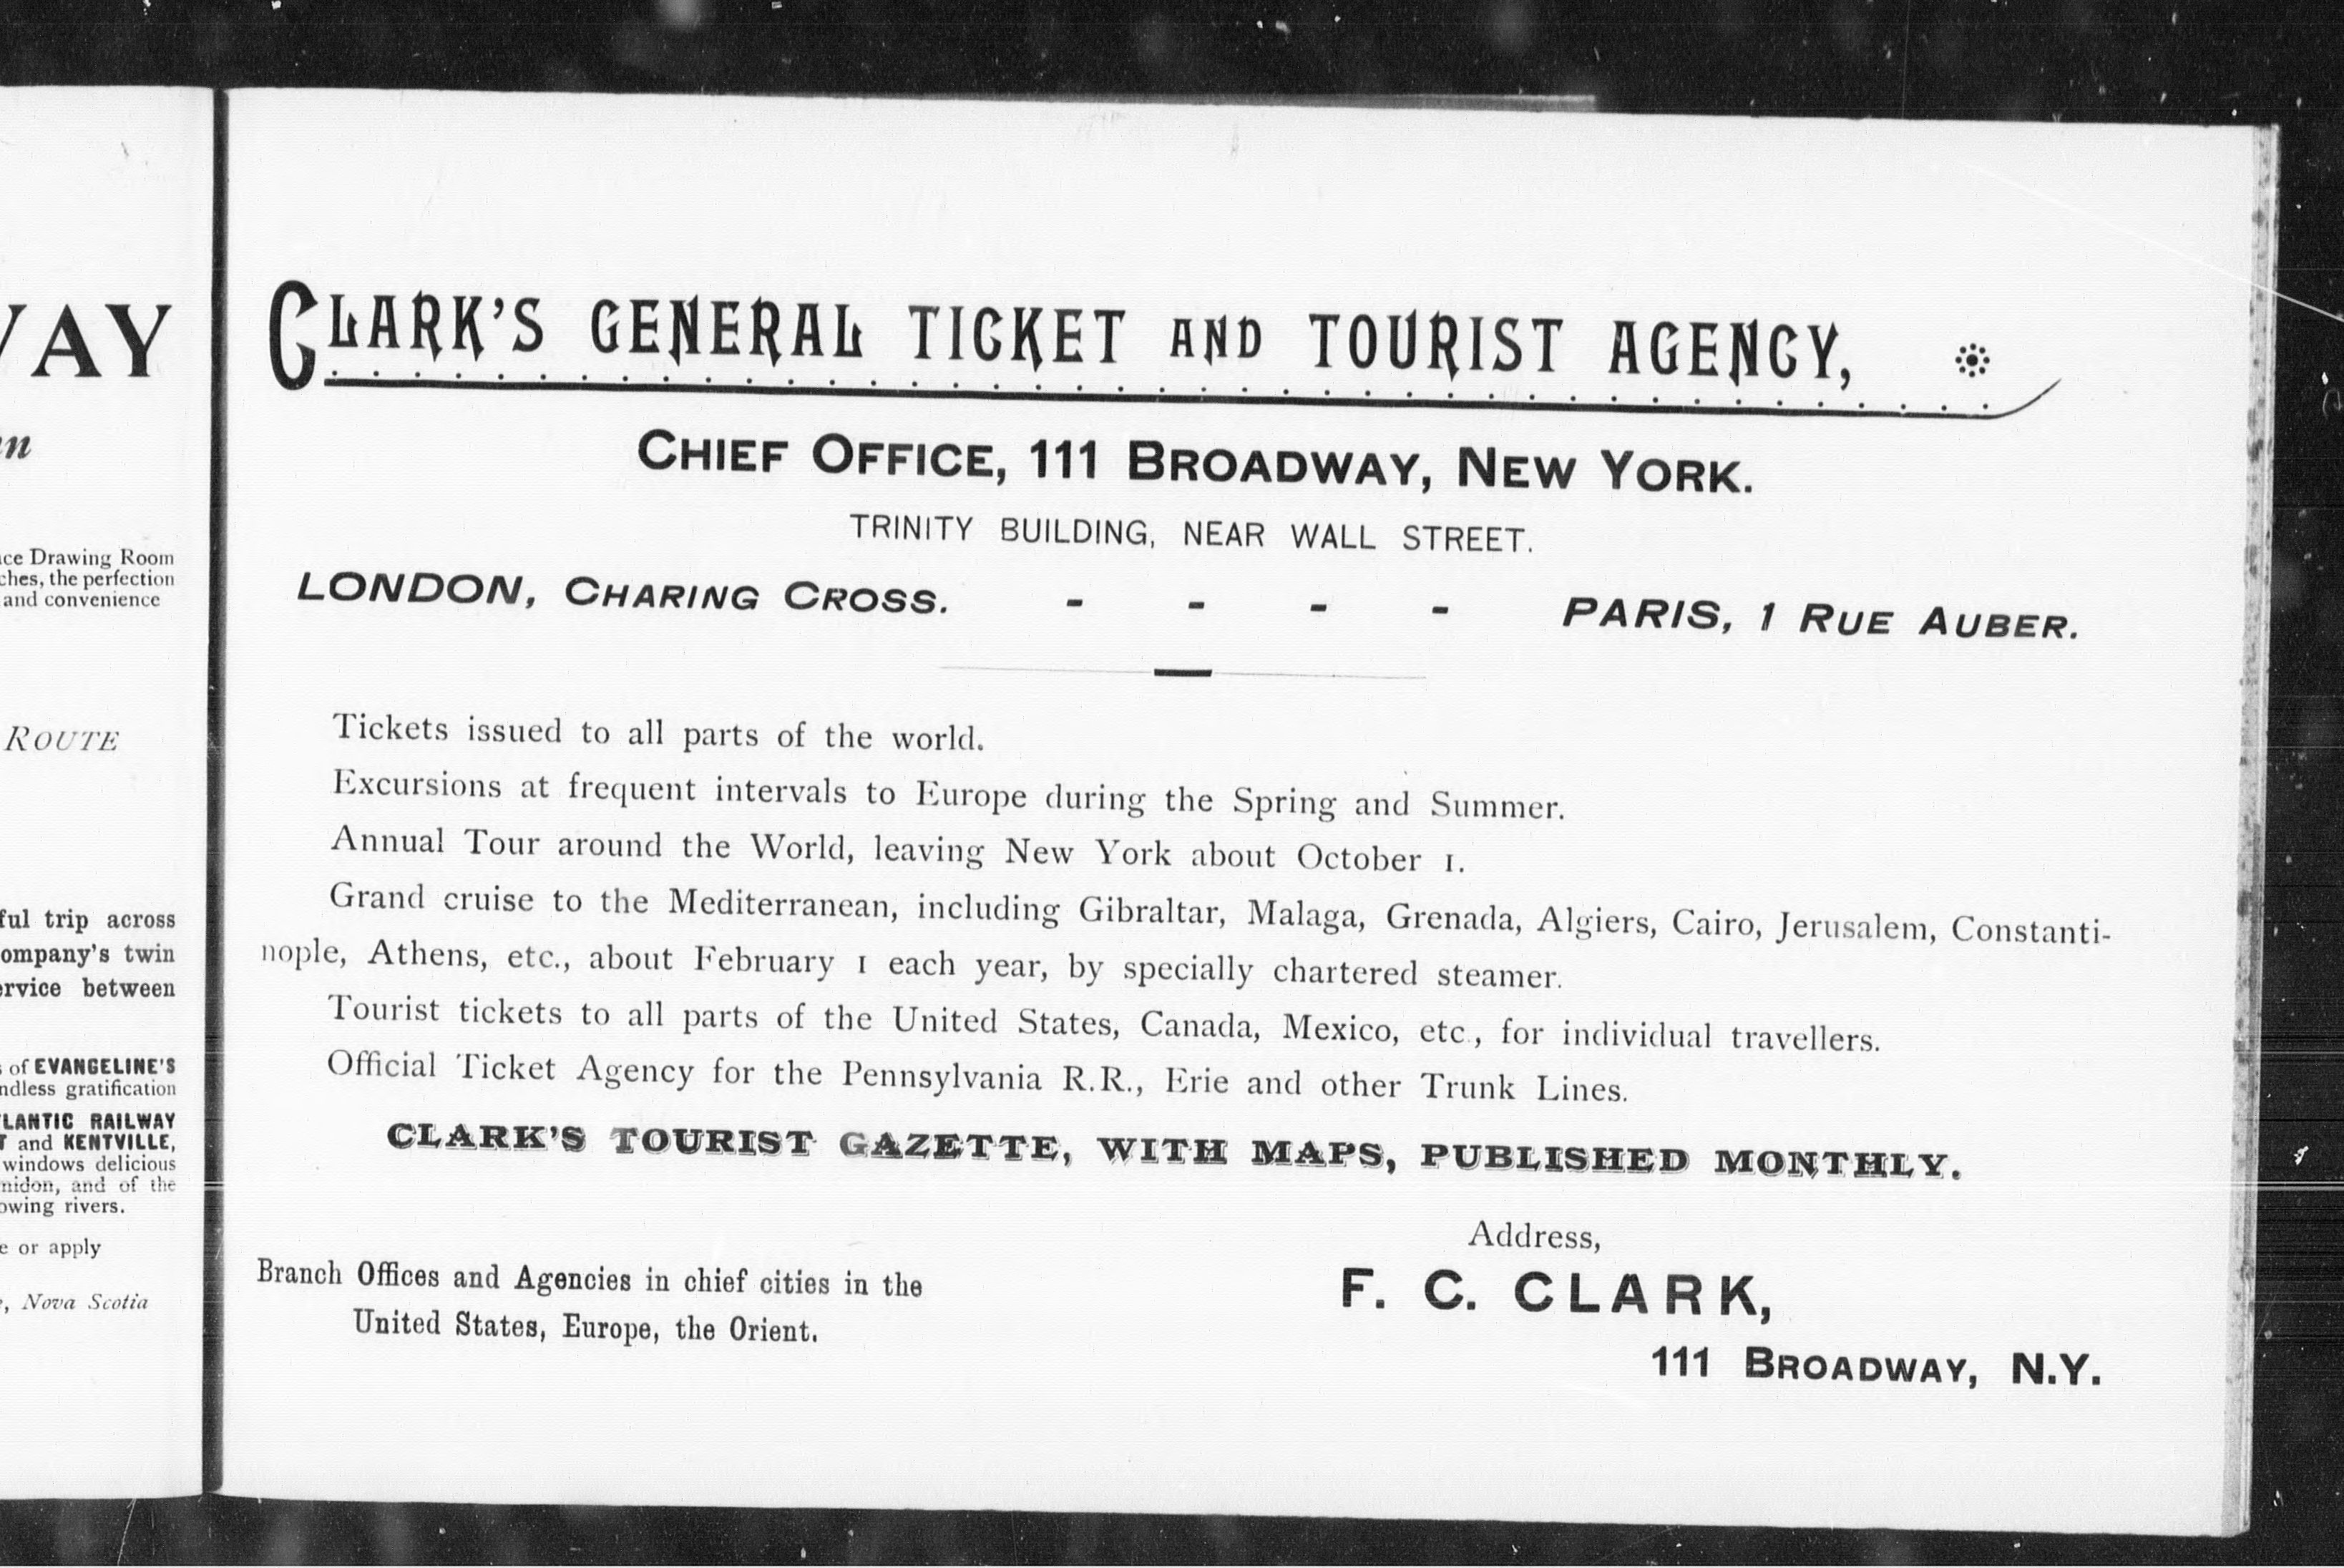 WAY
ce Drawing Room
ches, the perfection
and convenience
ROUTE
ful trip across
ompany's twin
ervice between
of EVANGELINE'S
ndless gratification
TLANTIC RAILWAY
T and KENTVILLE,
windows delicious
midon, and of the
owing rivers.
e or apply
Nova Scotia
CLARK'S GENERAL TICKET AND TOURIST AGENCY,
CHIEF OFFICE, 111 BROADWAY, NEW YORK.
TRINITY BUILDING, NEAR WALL STREET.
LONDON, CHARING CROSS. - - - - PARIS, 1 RUE AUBER.
Tickets issued to all parts of the world.
Excursions at frequent intervals to Europe during the Spring and Summer.
Annual Tour around the World, leaving New York about October 1.
Grand cruise to the Mediterranean, including Gibraltar, Malaga, Grenada, Algiers, Cairo, Jerusalem, Constanti-
nople, Athens, etc., about February 1 each year, by specially chartered steamer.
Tourist tickets to all parts of the United States, Canada, Mexico, etc., for individual travellers.
Official Ticket Agency for the Pennsylvania R.R., Erie and other Trunk Lines.
CLARK'S TOURIST GAZETTE, WITH MAPS, PUBLISHED MONTHLY.
Branch Offices and Agencies in chief cities in the
United States, Europe, the Orient.
Address,
F. C. CLARK,
111 BROADWAY, N.Y.